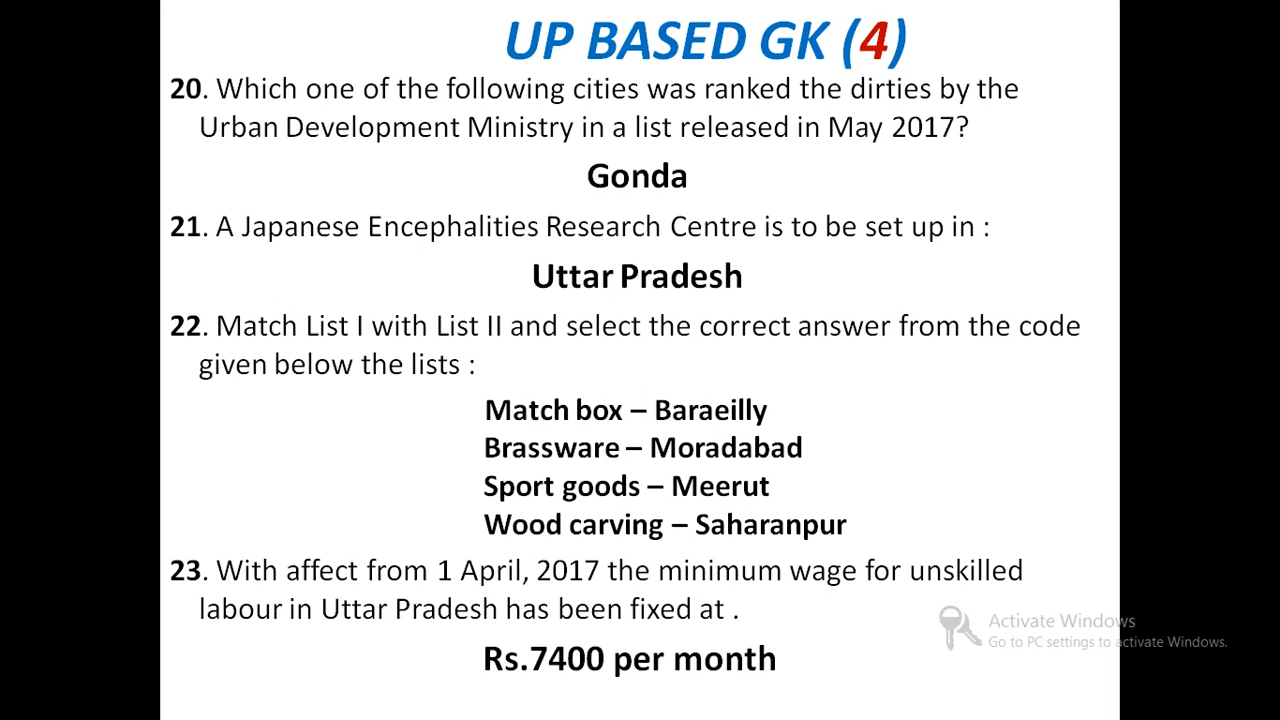 UP BASED GK (4)
20. Which one of the following cities was ranked the dirties by the
Urban Development Ministry in a list released in May 2017?
Gonda
21. A Japanese Encephalities Research Centre is to be set up in :
Uttar Pradesh
22. Match List I with List II and select the correct answer from the code
given below the lists :
Match box – Baraeilly
Brassware – Moradabad
Sport goods – Meerut
Wood carving – Saharanpur
23. With affect from 1 April, 2017 the minimum wage for unskilled
labour in Uttar Pradesh has been fixed at .
Activate Windows
Go to PC settings to activate Windows.
Rs.7400 per month